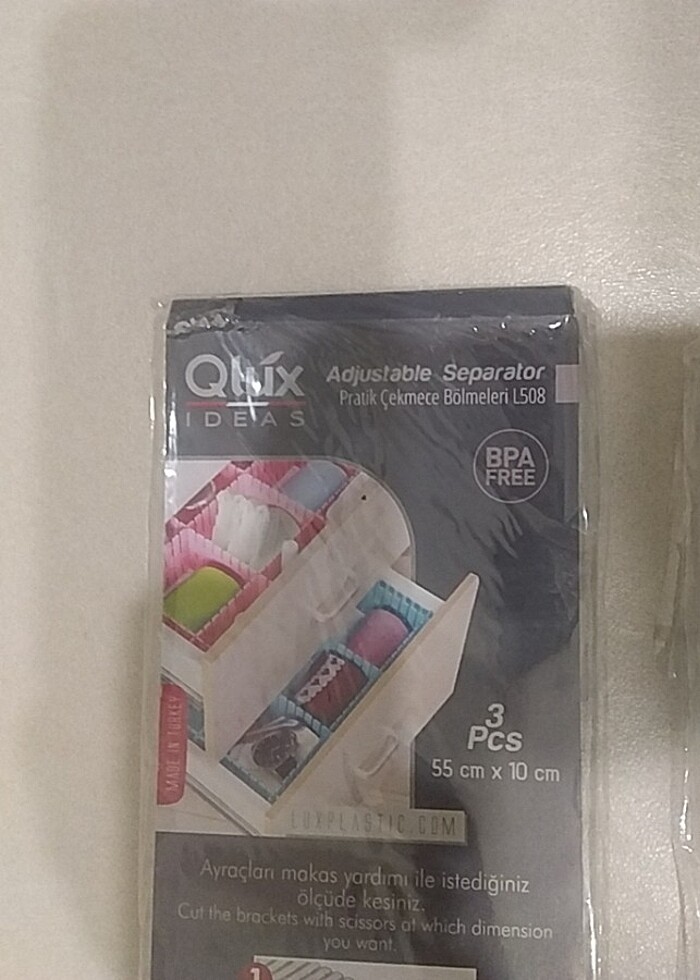 Qlux
IDEAS
Adjustable Separator
Pratik Çekmece Bölmeleri L508
BPA
FREE
MADE IN TURKEY
3
Pcs
55 cm x 10 cm
LUXPLASTIC.COM
Ayraçları makas yardımı ile istediğiniz
ölçüde kesiniz.
Cut the brackets with scissors at which dimension
you want.
1